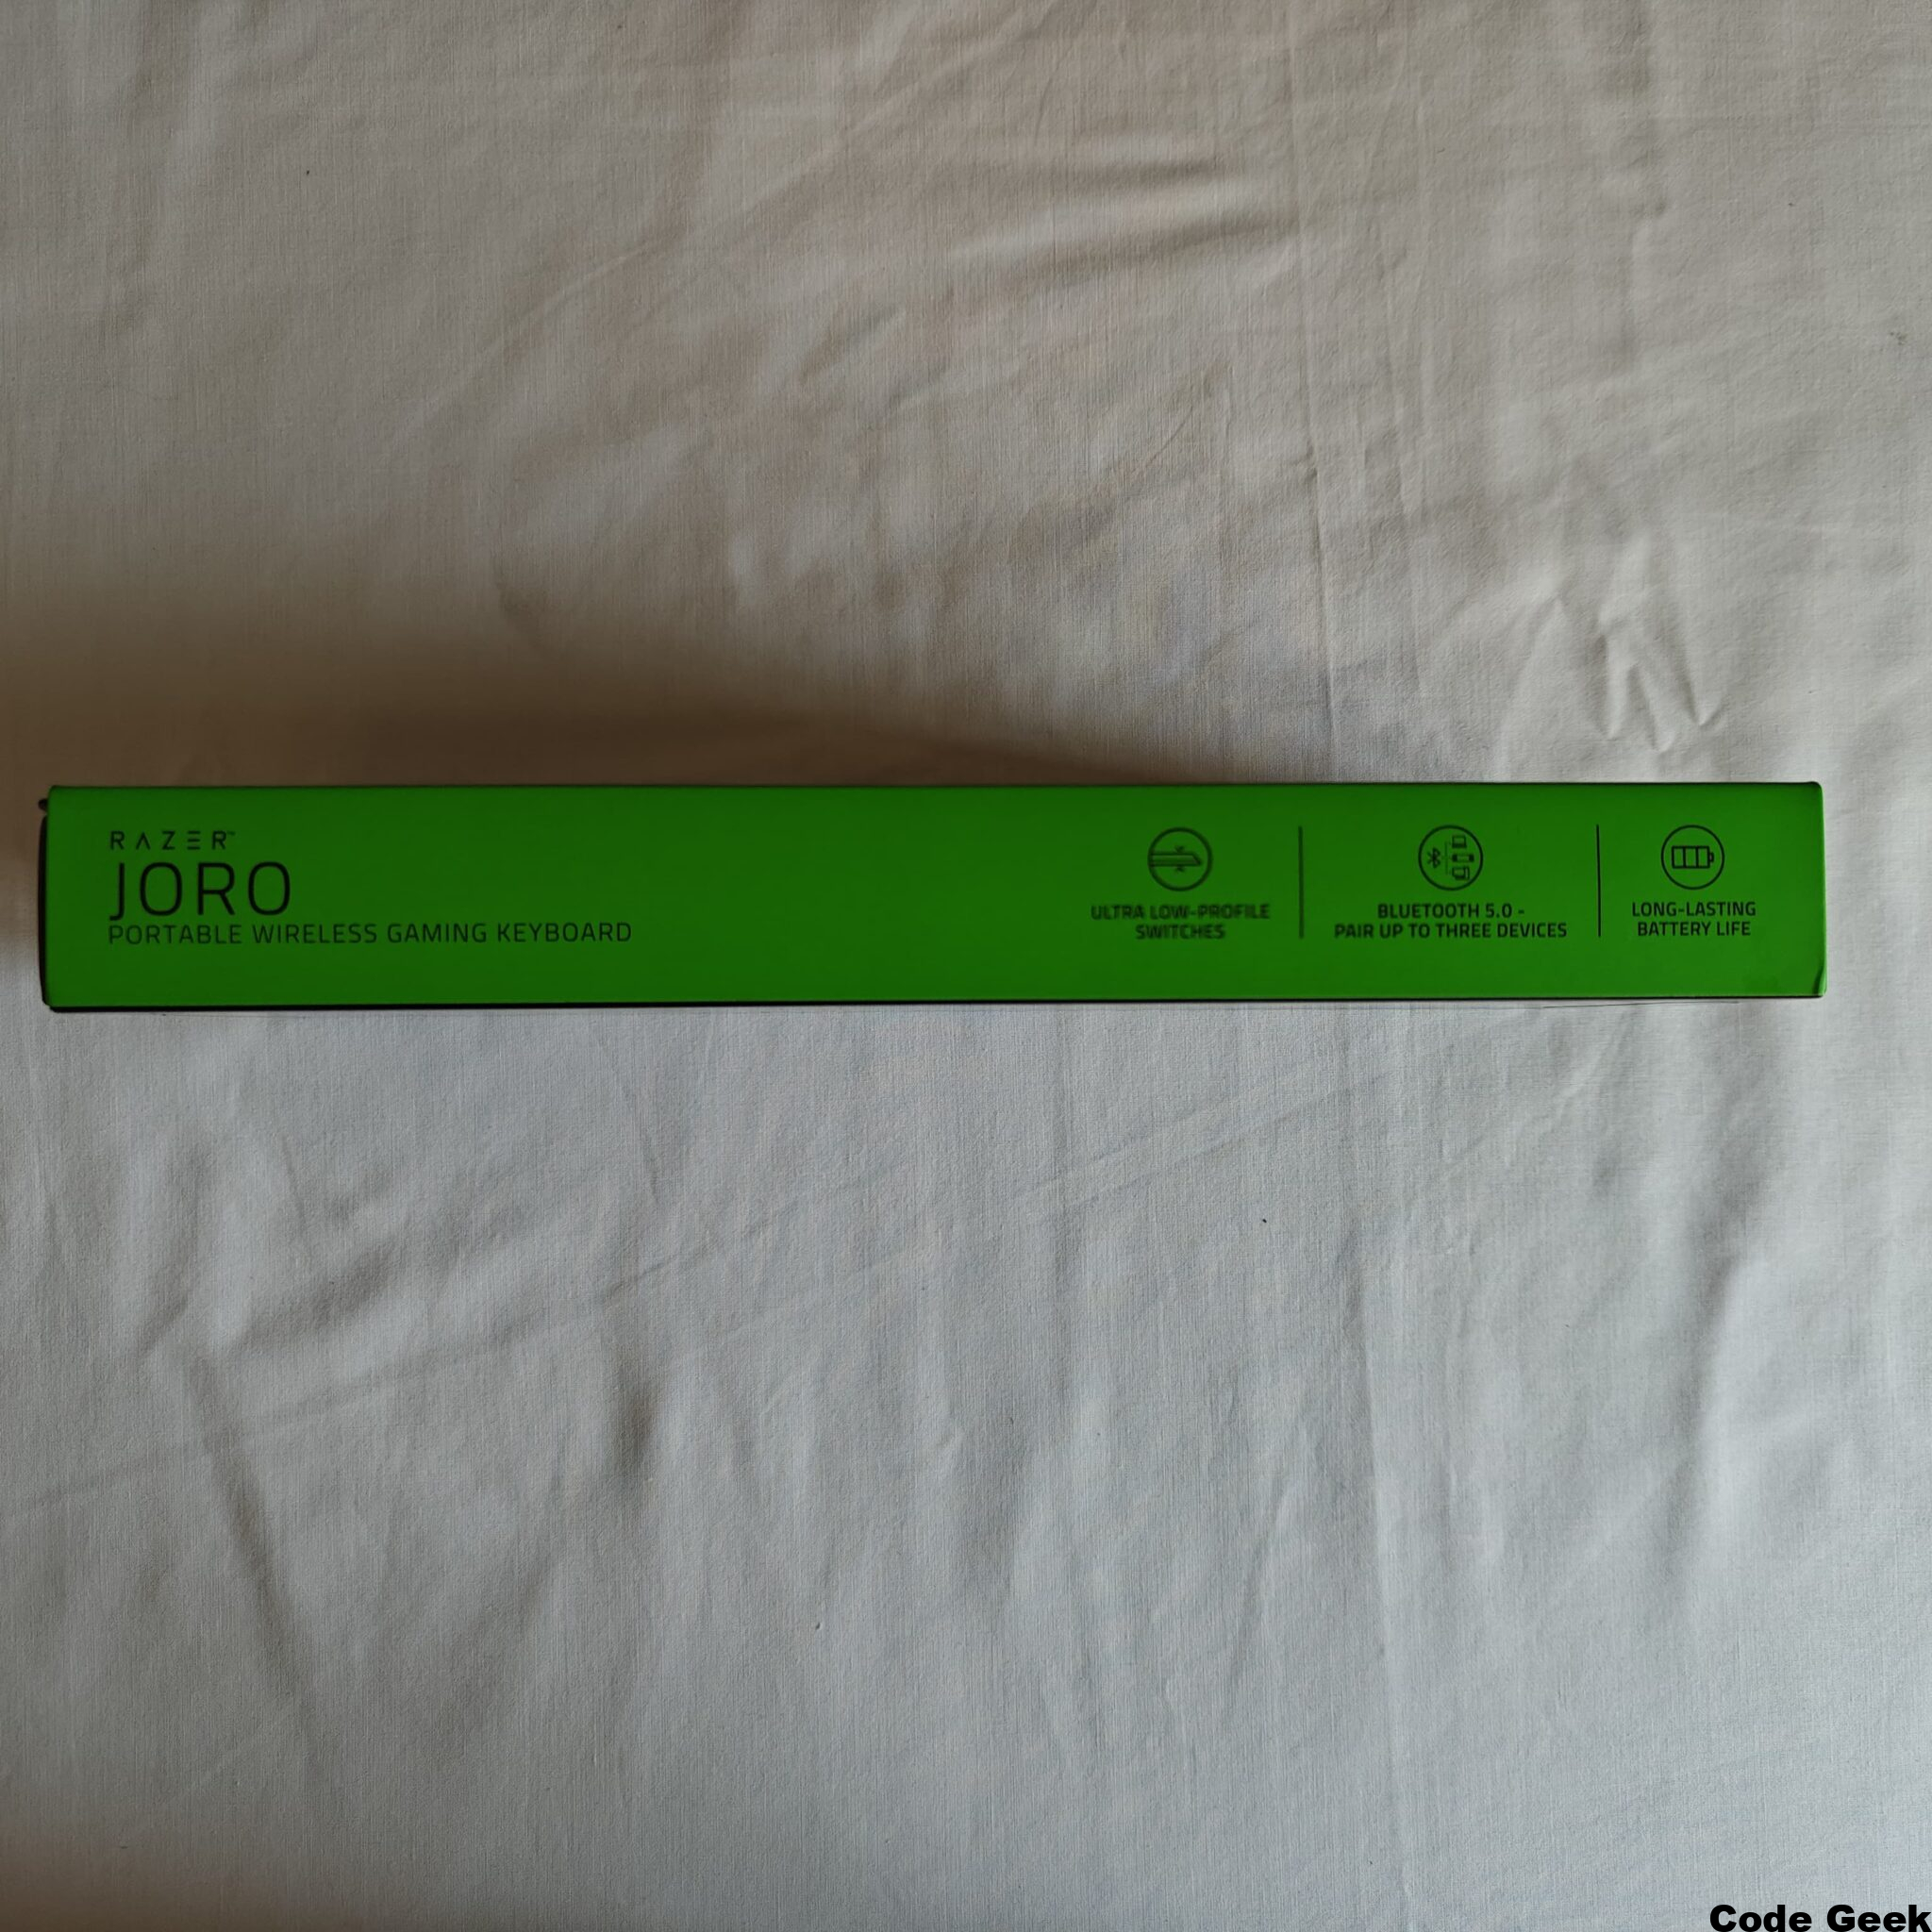 RAZER™
JORO
PORTABLE WIRELESS GAMING KEYBOARD
ULTRA LOW-PROFILE
SWITCHES
BLUETOOTH 5.0 -
PAIR UP TO THREE DEVICES
LONG-LASTING
BATTERY LIFE
Code Geek